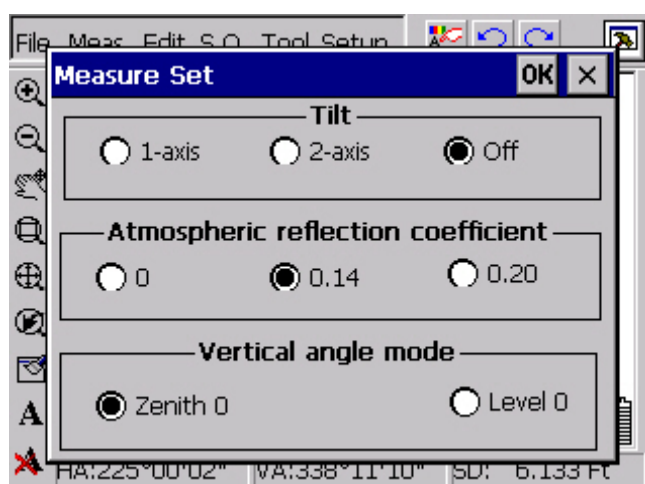 File Meas Edit S.O. Tool Setup
Measure Set OK ×
Tilt
1-axis 2-axis Off
Atmospheric reflection coefficient
0 0.14 0.20
Vertical angle mode
Zenith 0 Level 0
A
A
HA:225°00'02" VA:338°11'10" SD: 6.133 Ft